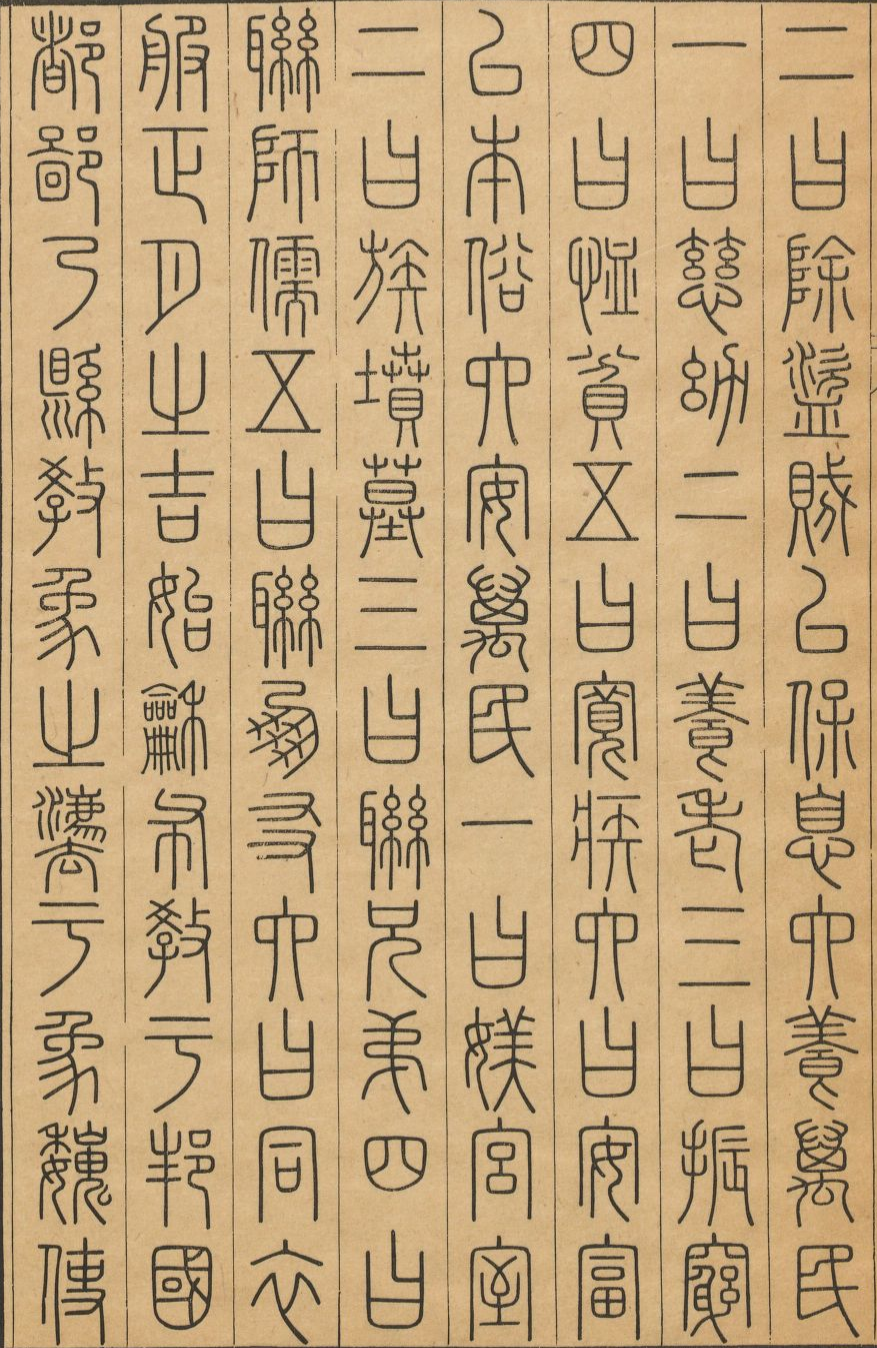 二曰除盜賊以保息六養萬民
一曰慈幼二曰養老三曰振窮
四曰恤貧五曰寬疾六曰安富
以本俗六安萬民一曰媄宮室
二曰族墳墓三曰聯兄弟四曰
聯師儒五曰聯朋友六曰同衣
服正月之吉始龢布教于邦國
都鄙乃縣教象之灋于象魏使